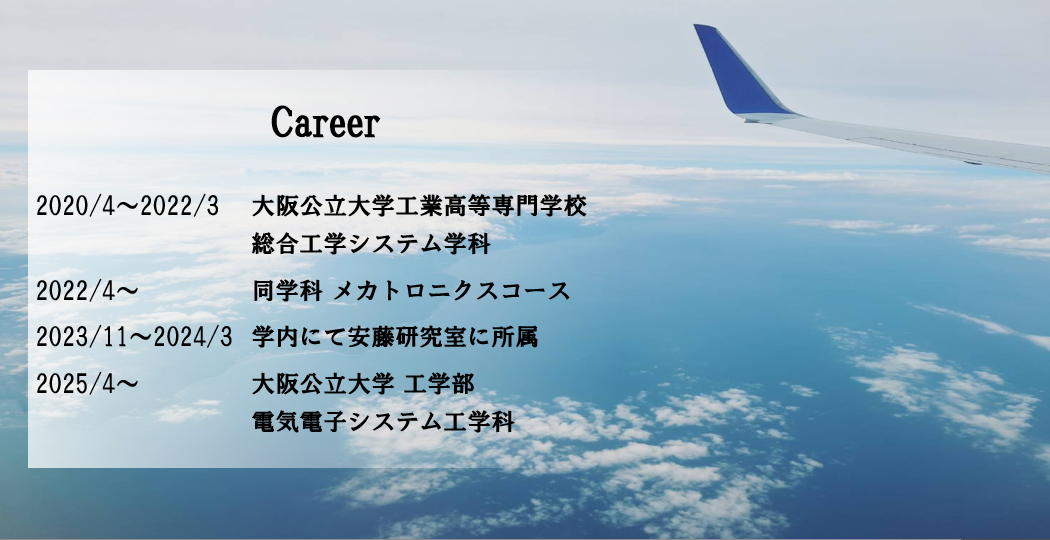 Career
2020/4～2022/3 大阪公立大学工業高等専門学校
総合工学システム学科
2022/4～ 同学科 メカトロニクスコース
2023/11～2024/3 学内にて安藤研究室に所属
2025/4～ 大阪公立大学 工学部
電気電子システム工学科